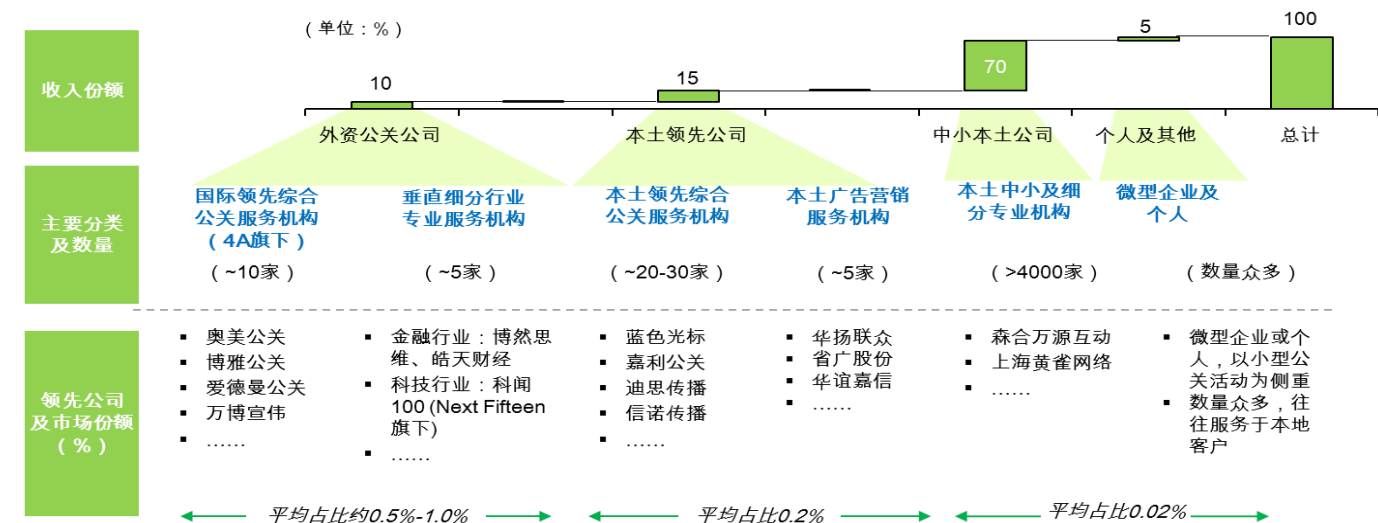 （单位：%）
10
15
70
5
100
收入份额
外资公关公司
本土领先公司
中小本土公司
个人及其他
总计
主要分类
及数量
国际领先综合
公关服务机构
（4A旗下）
（~10家）
垂直细分行业
专业服务机构
（~5家）
本土领先综合
公关服务机构
（~20-30家）
本土广告营销
服务机构
（~5家）
本土中小及细
分专业机构
（>4000家）
微型企业及
个人
（数量众多）
领先公司
及市场份额
（%）
▪ 奥美公关
▪ 博雅公关
▪ 爱德曼公关
▪ 万博宣伟
▪ ……
▪ 金融行业：博然思
维、皓天财经
▪ 科技行业：科闻
100 (Next Fifteen
旗下)
▪ ……
▪ 蓝色光标
▪ 嘉利公关
▪ 迪思传播
▪ 信诺传播
▪ ……
▪ 华扬联众
▪ 省广股份
▪ 华谊嘉信
▪ ……
▪ 森合万源互动
▪ 上海黄雀网络
▪ ……
▪ 微型企业或个
人，以小型公
关活动为侧重
▪ 数量众多，往
往服务于本地
客户
平均占比约0.5%-1.0%
平均占比0.2%
平均占比0.02%